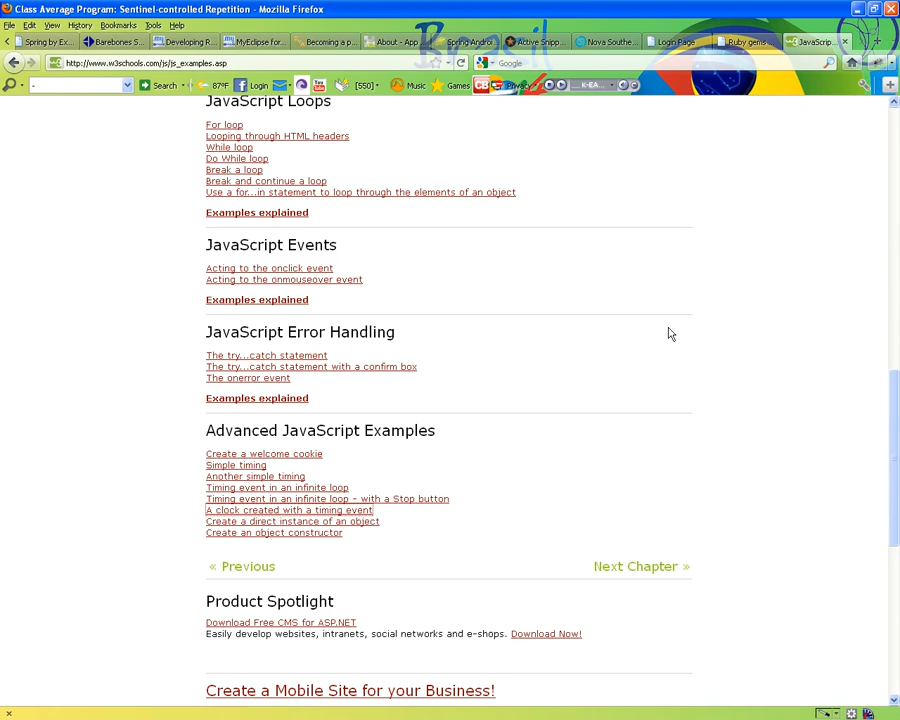 Class Average Program: Sentinel-controlled Repetition - Mozilla Firefox
File Edit View History Bookmarks Tools Help
Brasil
Spring by Ex... Barebones S... Developing R... MyEclipse for... Becoming a p... About - App ... Spring Androi... Active Snipp... Nova Southe... Login Page Ruby gems ... JavaScrip...
http://www.w3schools.com/js/js_examples.asp
Google
Search 87°F Login [550] Music Games Privacy
JavaScript Loops
For loop
Looping through HTML headers
While loop
Do While loop
Break a loop
Break and continue a loop
Use a for...in statement to loop through the elements of an object
Examples explained
JavaScript Events
Acting to the onclick event
Acting to the onmouseover event
Examples explained
JavaScript Error Handling
The try...catch statement
The try...catch statement with a confirm box
The onerror event
Examples explained
Advanced JavaScript Examples
Create a welcome cookie
Simple timing
Another simple timing
Timing event in an infinite loop
Timing event in an infinite loop - with a Stop button
A clock created with a timing event
Create a direct instance of an object
Create an object constructor
« Previous Next Chapter »
Product Spotlight
Download Free CMS for ASP.NET
Easily develop websites, intranets, social networks and e-shops. Download Now!
Create a Mobile Site for your Business!